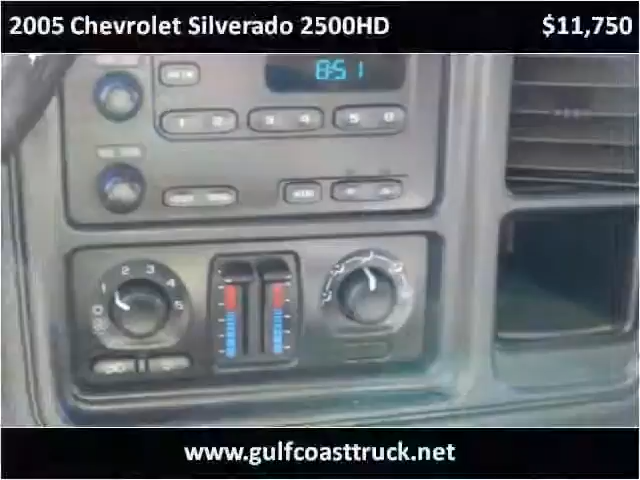 2005 Chevrolet Silverado 2500HD $11,750
8:51
1 2 3 4 5 6
1 2 3 4 5
www.gulfcoasttruck.net